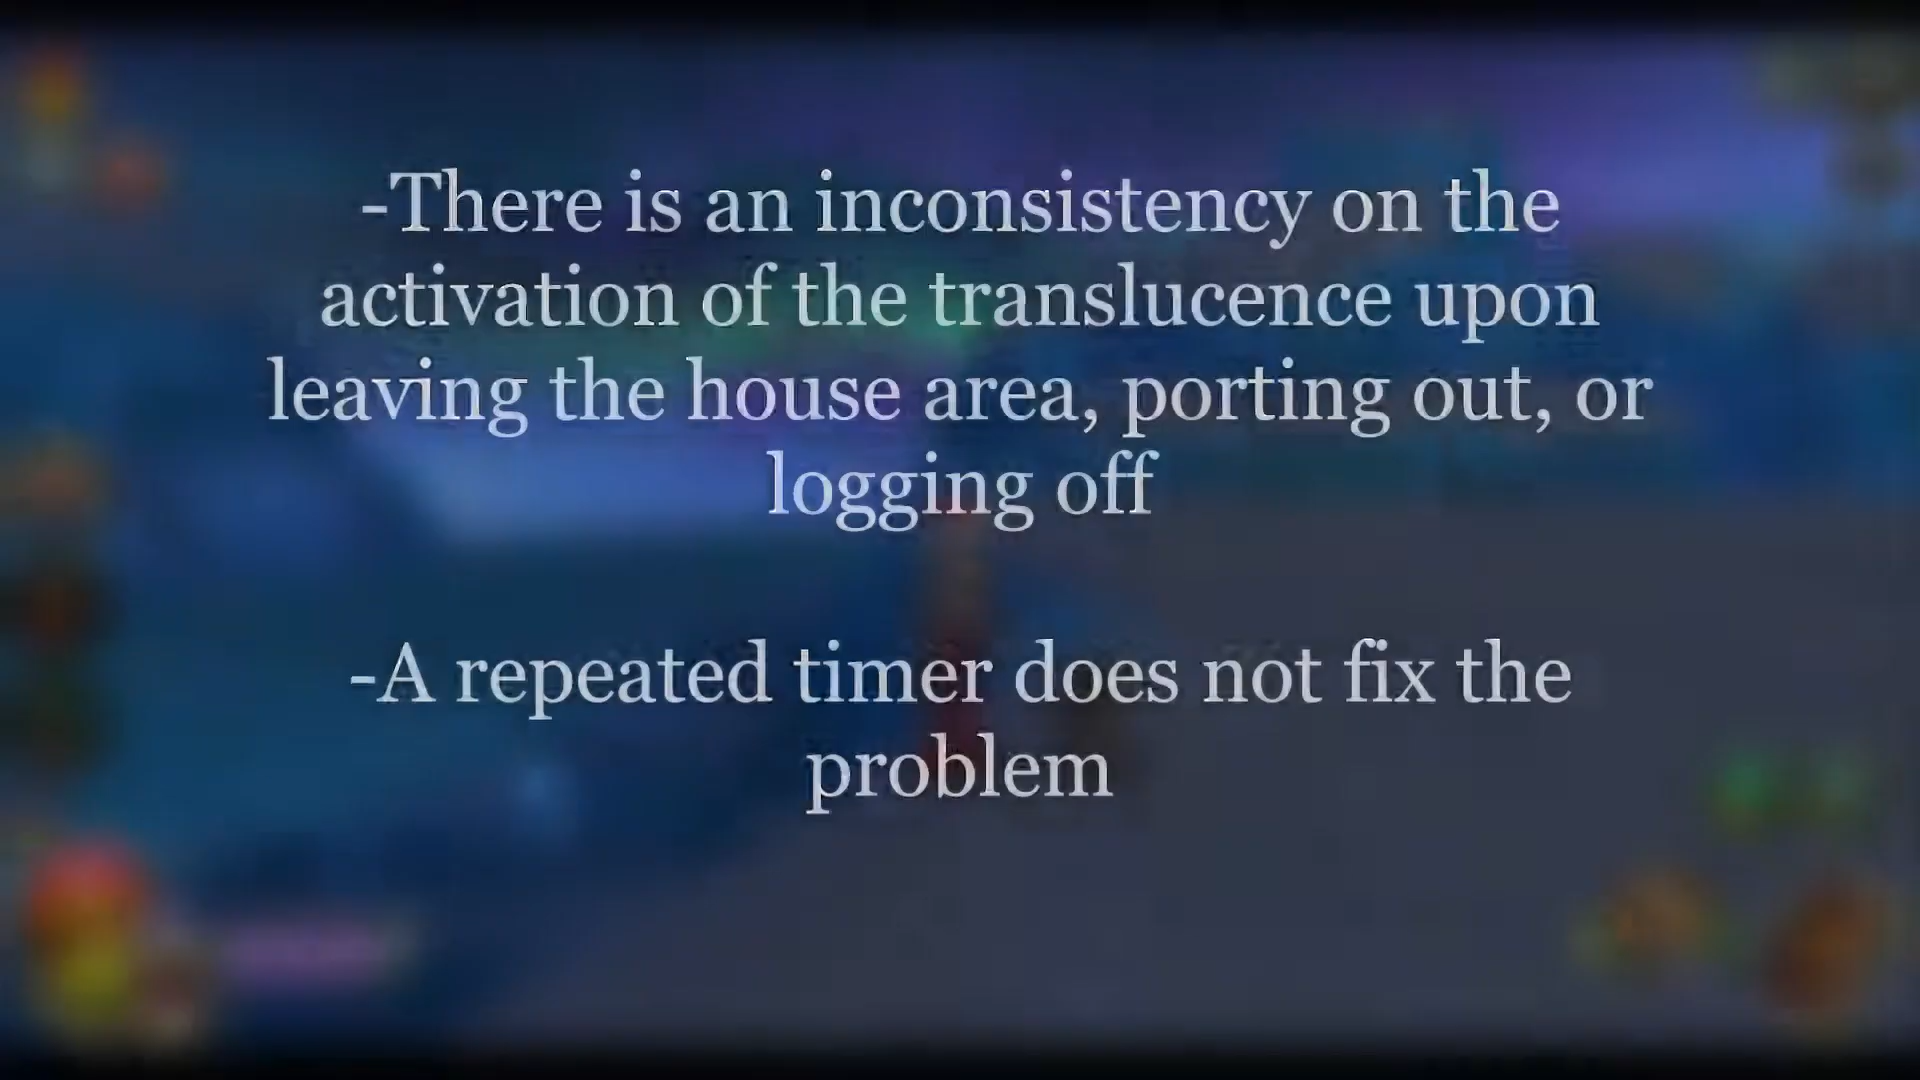 -There is an inconsistency on the
activation of the translucence upon
leaving the house area, porting out, or
logging off
-A repeated timer does not fix the
problem